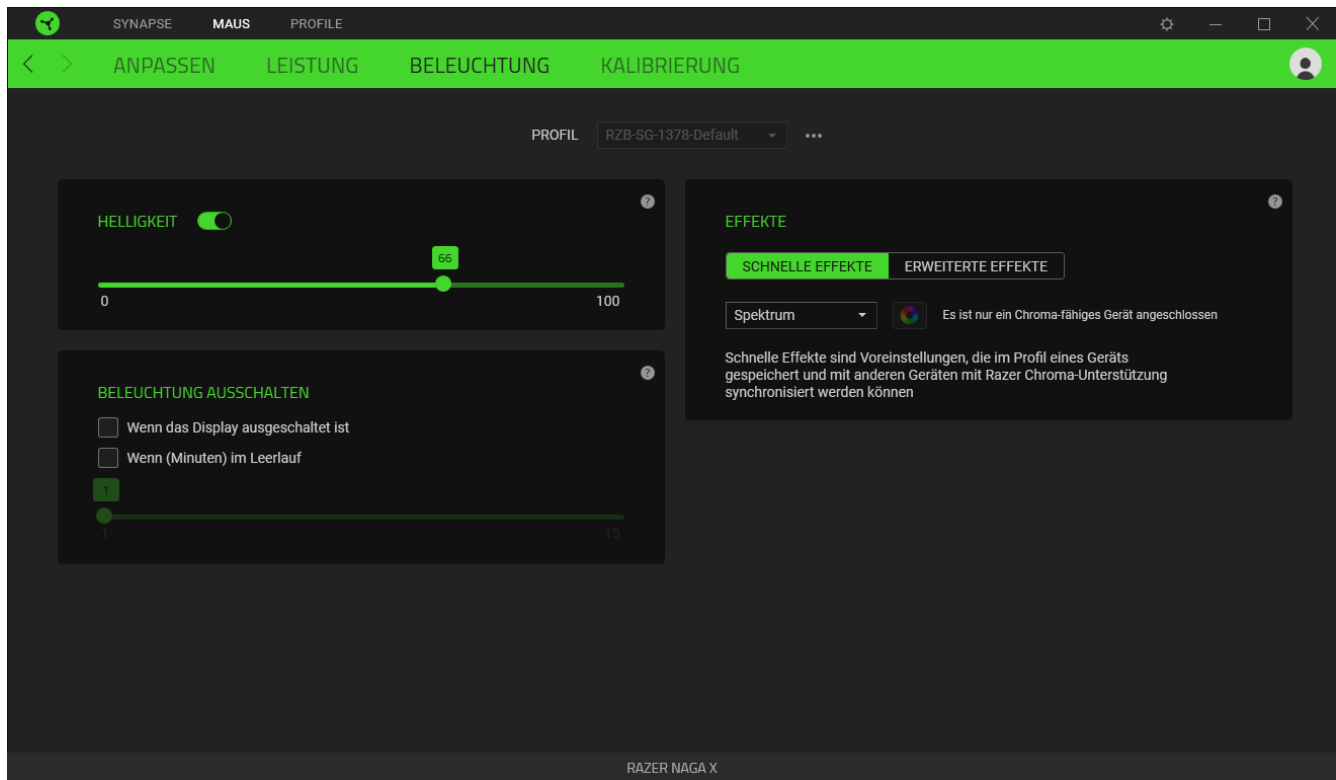 SYNAPSE MAUS PROFILE
ANPASSEN LEISTUNG BELEUCHTUNG KALIBRIERUNG
PROFIL RZB-SG-1378-Default
HELLIGKEIT
66
0 100
BELEUCHTUNG AUSSCHALTEN
Wenn das Display ausgeschaltet ist
Wenn (Minuten) im Leerlauf
1
1 15
EFFEKTE
SCHNELLE EFFEKTE ERWEITERTE EFFEKTE
Spektrum Es ist nur ein Chroma-fähiges Gerät angeschlossen
Schnelle Effekte sind Voreinstellungen, die im Profil eines Geräts
gespeichert und mit anderen Geräten mit Razer Chroma-Unterstützung
synchronisiert werden können
RAZER NAGA X